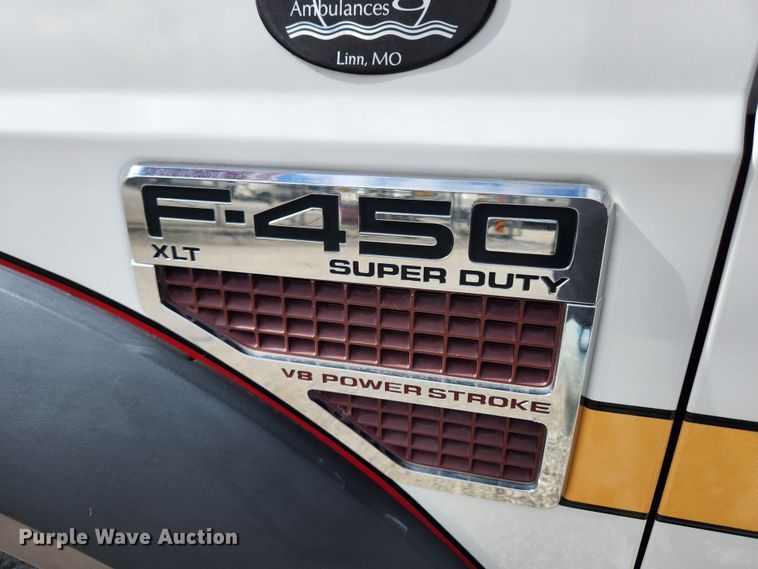 Ambulances
Linn, MO
F-450
XLT
SUPER DUTY
V8 POWER STROKE
Purple Wave Auction